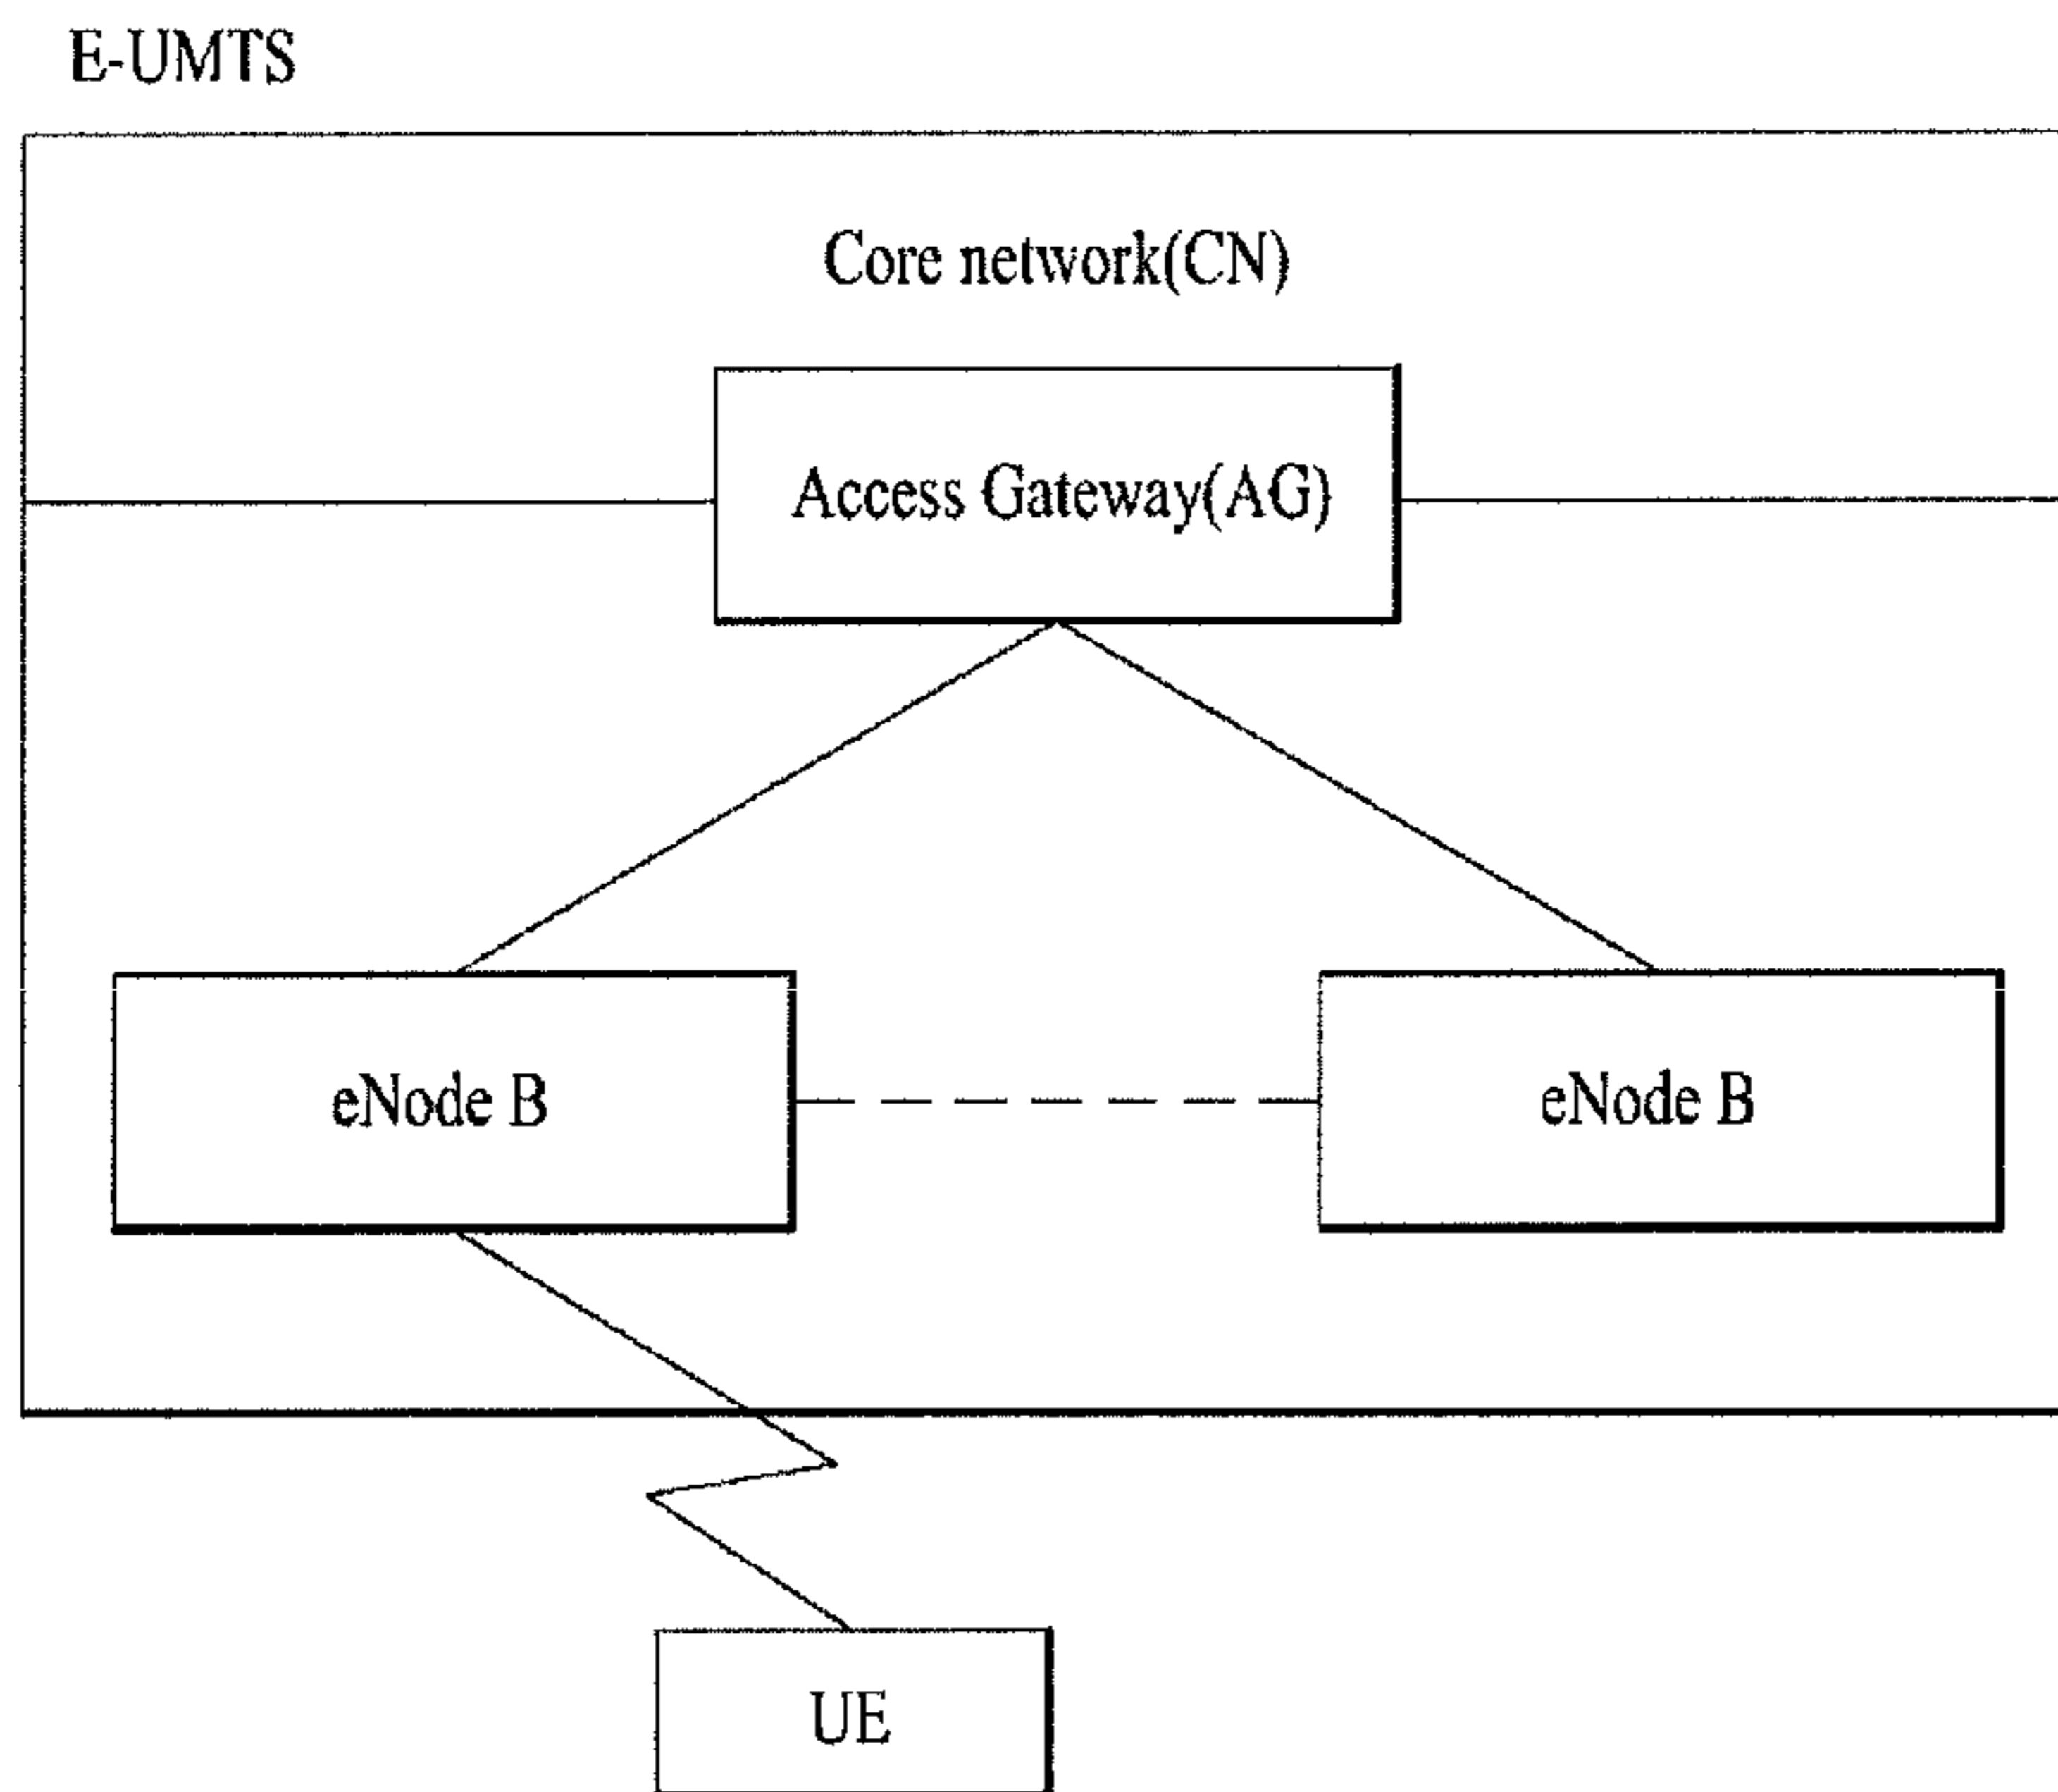 E-UMTS
Core network(CN)
Access Gateway(AG)
eNode B
eNode B
UE